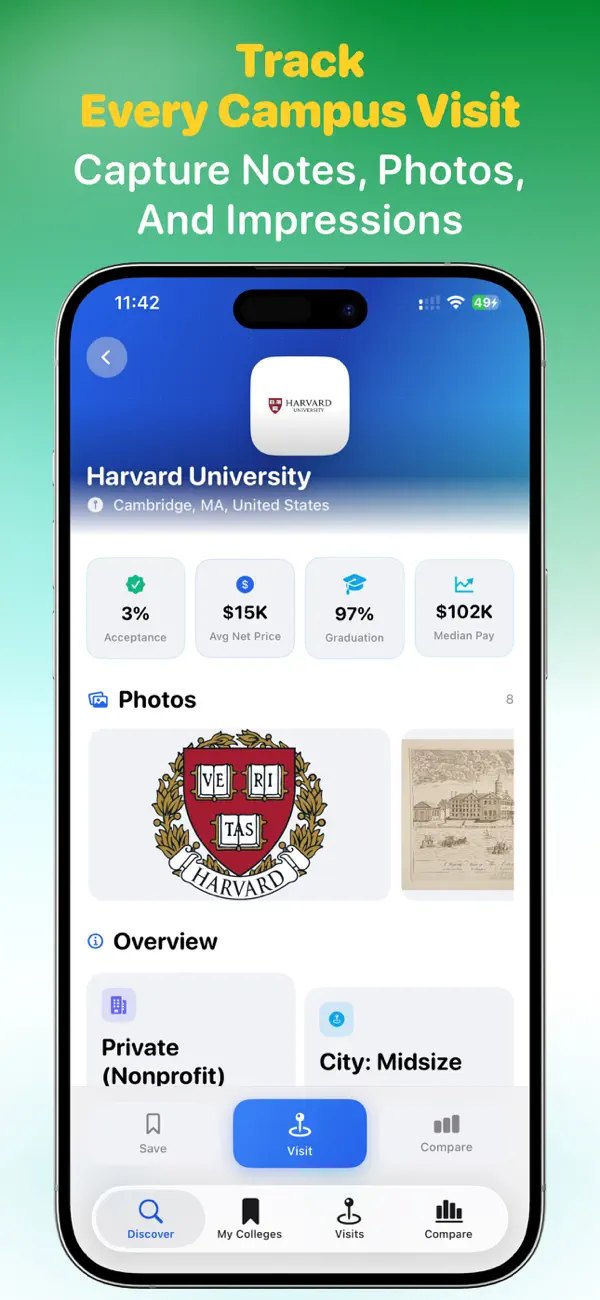 Track
Every Campus Visit
Capture Notes, Photos,
And Impressions
11:42
49
HARVARD
UNIVERSITY
Harvard University
Cambridge, MA, United States
3%
Acceptance
$15K
Avg Net Price
97%
Graduation
$102K
Median Pay
Photos
8
VE RI
TAS
HARVARD
Overview
Private
(Nonprofit)
City: Midsize
Save
Visit
Compare
Discover
My Colleges
Visits
Compare